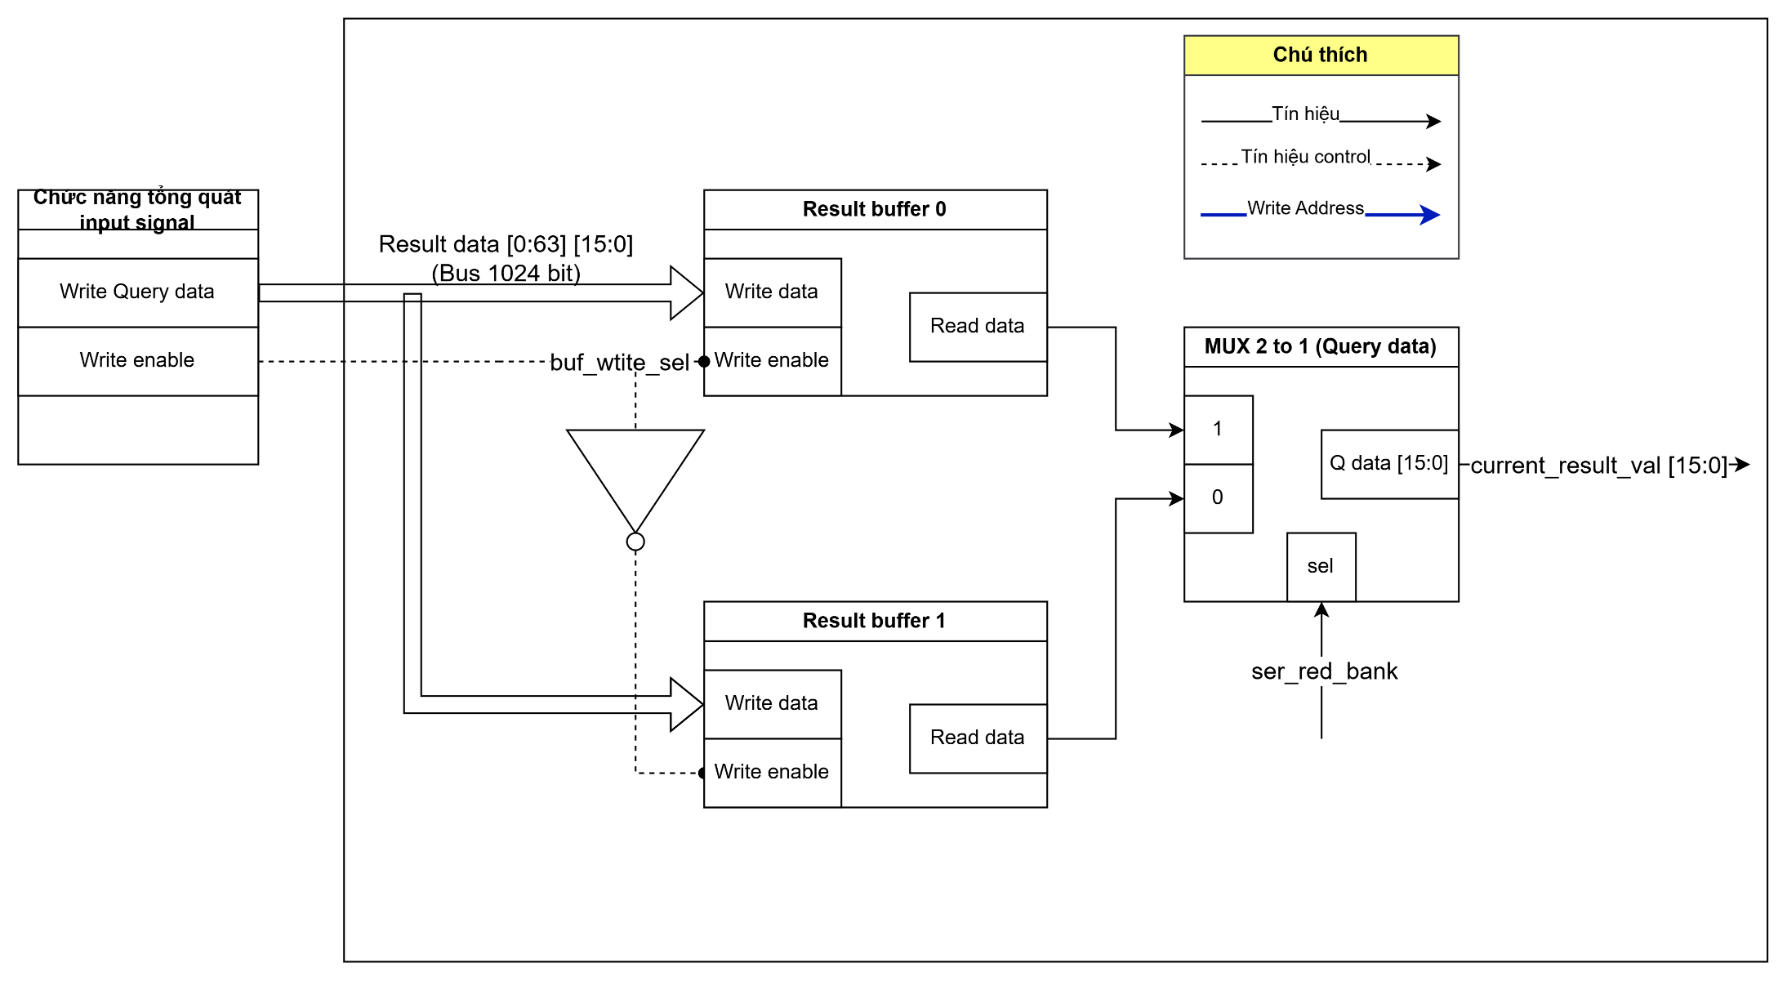 Chú thích
Tín hiệu
Tín hiệu control
Write Address
Chức năng tổng quát
input signal
Write Query data
Write enable
Result data [0:63] [15:0]
(Bus 1024 bit)
buf_wtite_sel
Result buffer 0
Write data
Write enable
Read data
MUX 2 to 1 (Query data)
1
0
Q data [15:0]
sel
current_result_val [15:0]
ser_red_bank
Result buffer 1
Write data
Write enable
Read data